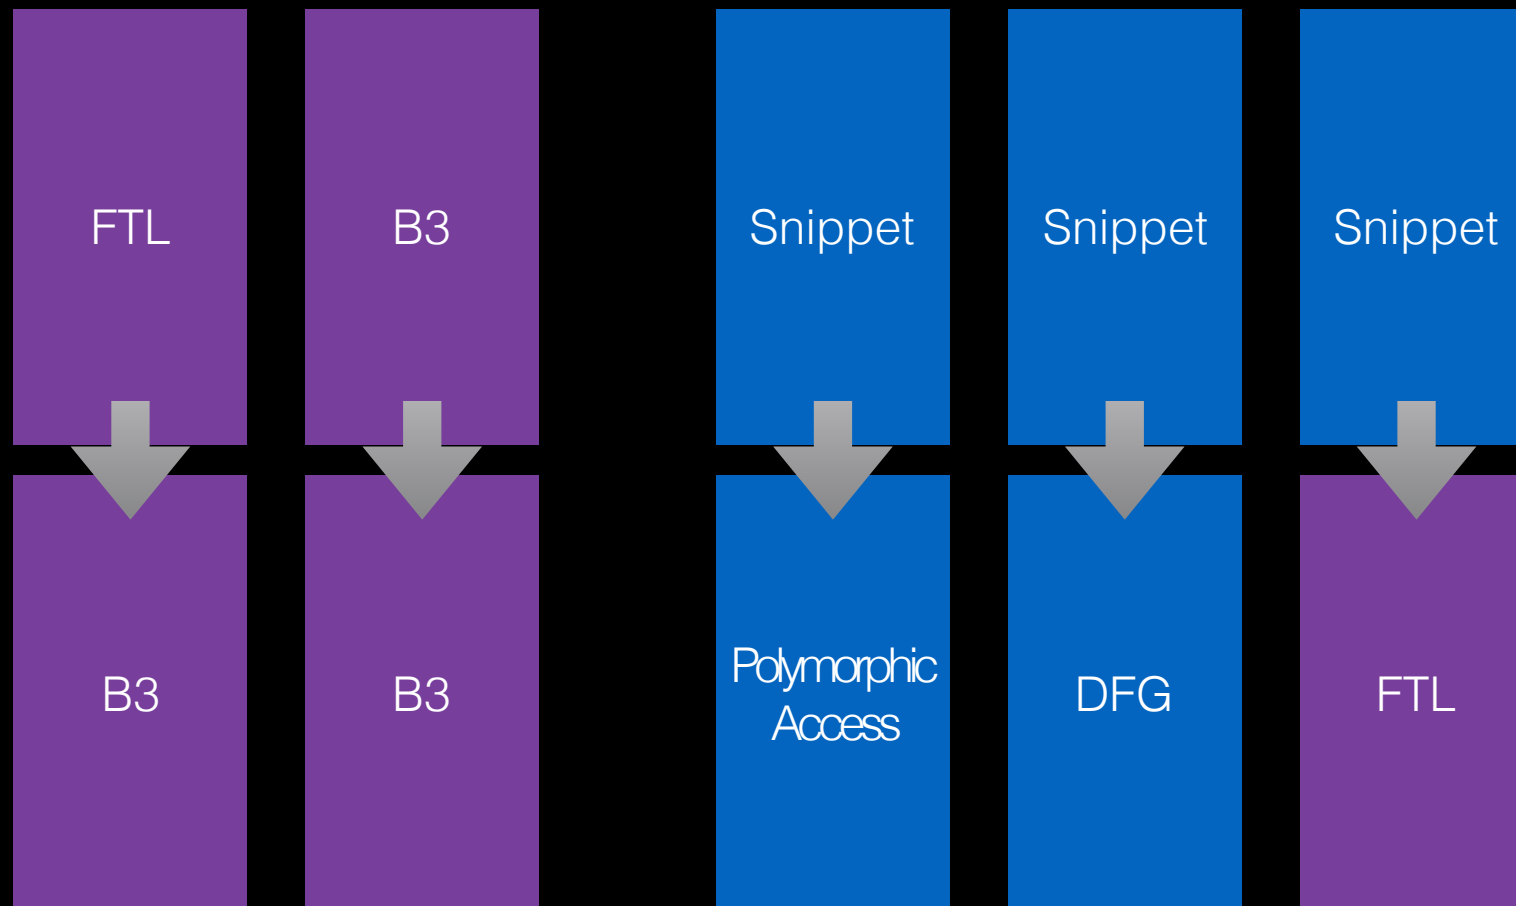 FTL
B3
Snippet
Snippet
Snippet
B3
B3
Polymorphic
Access
DFG
FTL